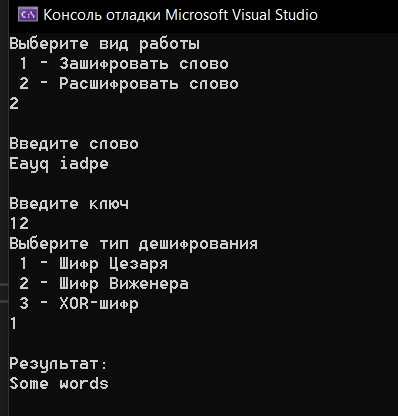 Консоль отладки Microsoft Visual Studio
Выберите вид работы
1 - Зашифровать слово
2 - Расшифровать слово
2
Введите слово
Eayq iadpe
Введите ключ
12
Выберите тип дешифрования
1 - Шифр Цезаря
2 - Шифр Виженера
3 - XOR-шифр
1
Результат:
Some words